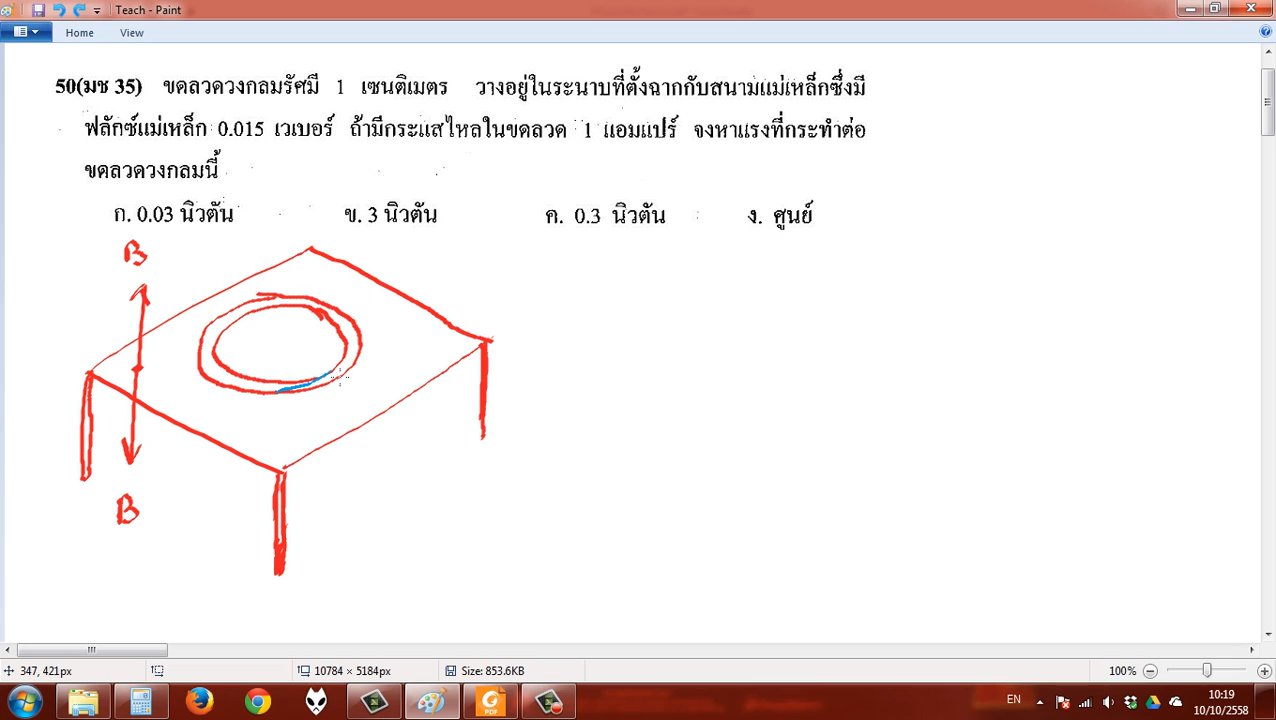 Teach - Paint
Home View
50(มช 35) ขดลวดวงกลมรัศมี 1 เซนติเมตร วางอยู่ในระนาบที่ตั้งฉากกับสนามแม่เหล็กซึ่งมี
ฟลักซ์แม่เหล็ก 0.015 เวเบอร์ ถ้ามีกระแสไหลในขดลวด 1 แอมแปร์ จงหาแรงที่กระทำต่อ
ขดลวดวงกลมนี้
ก. 0.03 นิวตัน ข. 3 นิวตัน ค. 0.3 นิวตัน ง. ศูนย์
B
B
347, 421px 10784 × 5184px Size: 853.6KB 100%
PDF
EN 10:19
10/10/2558